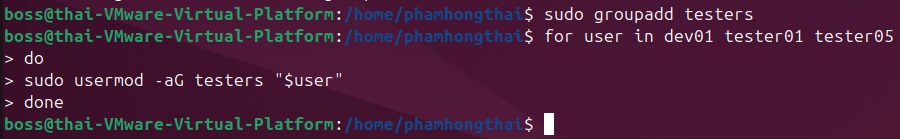 boss@thai-VMware-Virtual-Platform:/home/phamhongthai$ sudo groupadd testers
boss@thai-VMware-Virtual-Platform:/home/phamhongthai$ for user in dev01 tester01 tester05
> do
> sudo usermod -aG testers "$user"
> done
boss@thai-VMware-Virtual-Platform:/home/phamhongthai$